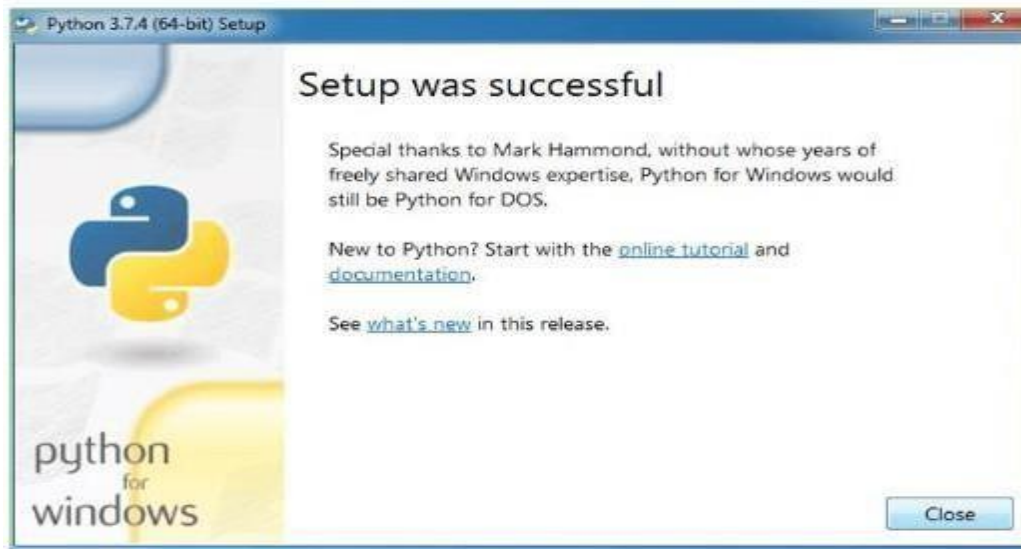 Python 3.7.4 (64-bit) Setup
Setup was successful
Special thanks to Mark Hammond, without whose years of
freely shared Windows expertise, Python for Windows would
still be Python for DOS.
New to Python? Start with the online tutorial and
documentation.
See what's new in this release.
python
for
windows
Close